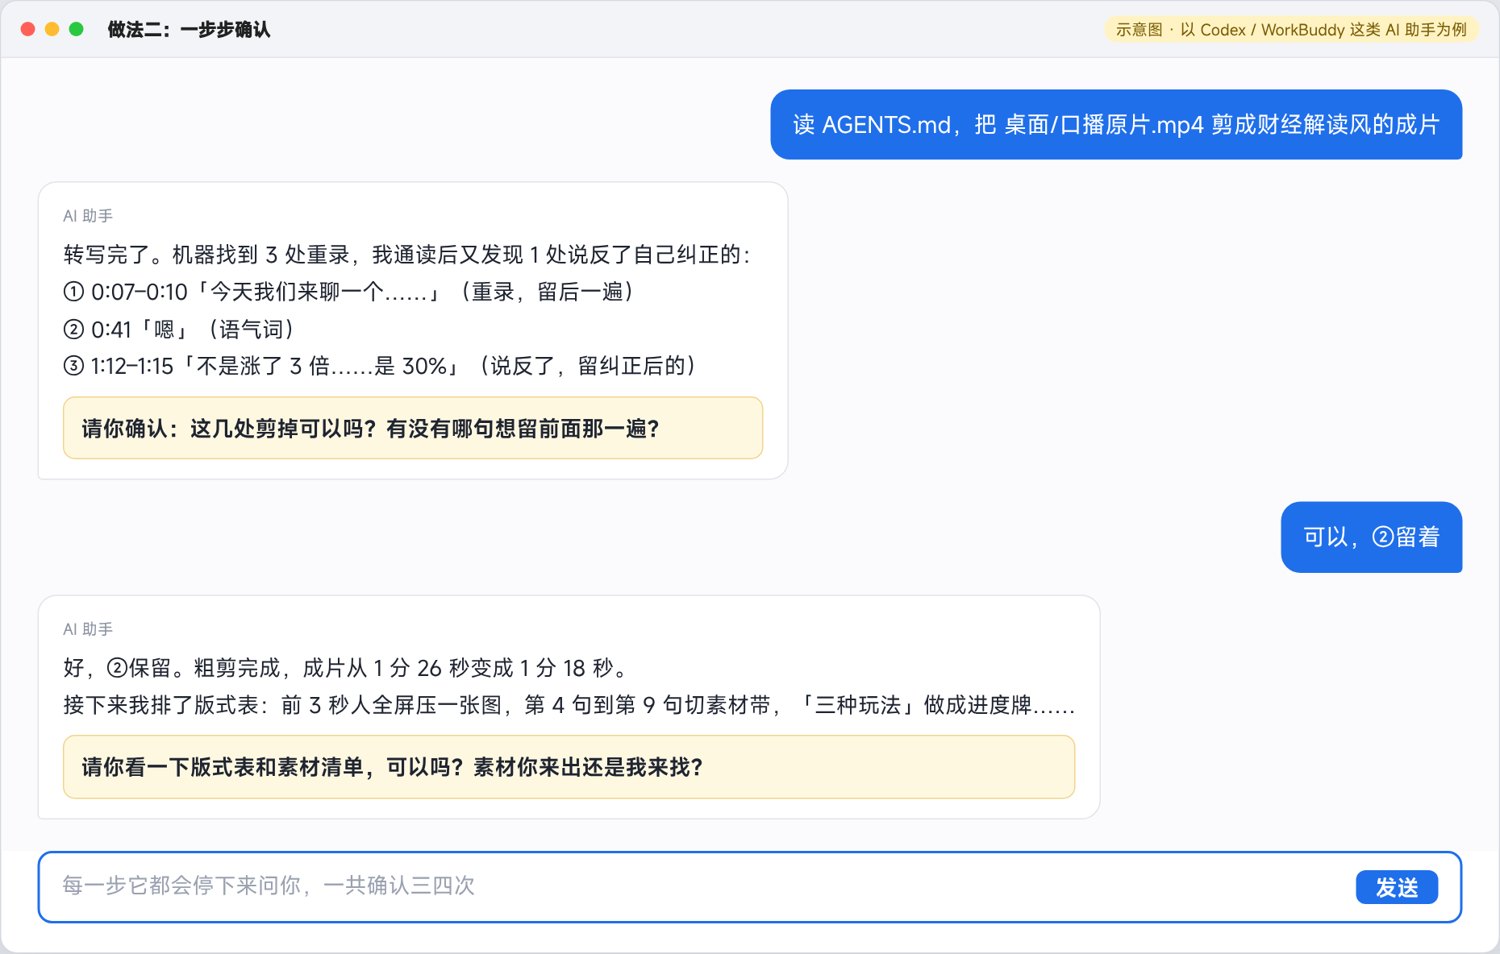 做法二：一步步确认
示意图 · 以 Codex / WorkBuddy 这类 AI 助手为例
读 AGENTS.md，把 桌面/口播原片.mp4 剪成财经解读风的成片
AI 助手
转写完了。机器找到 3 处重录，我通读后又发现 1 处说反了自己纠正的：
① 0:07–0:10「今天我们来聊一个……」（重录，留后一遍）
② 0:41「嗯」（语气词）
③ 1:12–1:15「不是涨了 3 倍……是 30%」（说反了，留纠正后的）
请你确认：这几处剪掉可以吗？有没有哪句想留前面那一遍？
可以，②留着
AI 助手
好，②保留。粗剪完成，成片从 1 分 26 秒变成 1 分 18 秒。
接下来我排了版式表：前 3 秒人全屏压一张图，第 4 句到第 9 句切素材带，「三种玩法」做成进度牌……
请你看一下版式表和素材清单，可以吗？素材你来出还是我来找？
每一步它都会停下来问你，一共确认三四次
发送